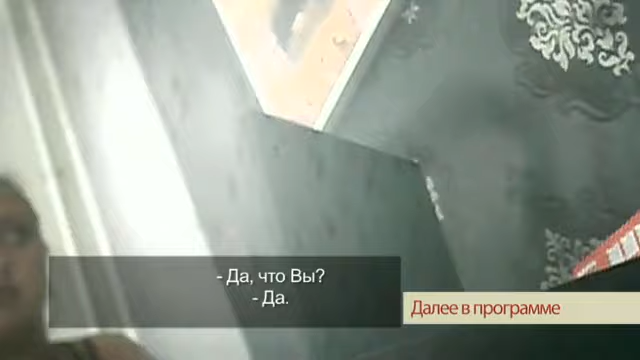 - Да, что Вы?
- Да.
Далее в программе